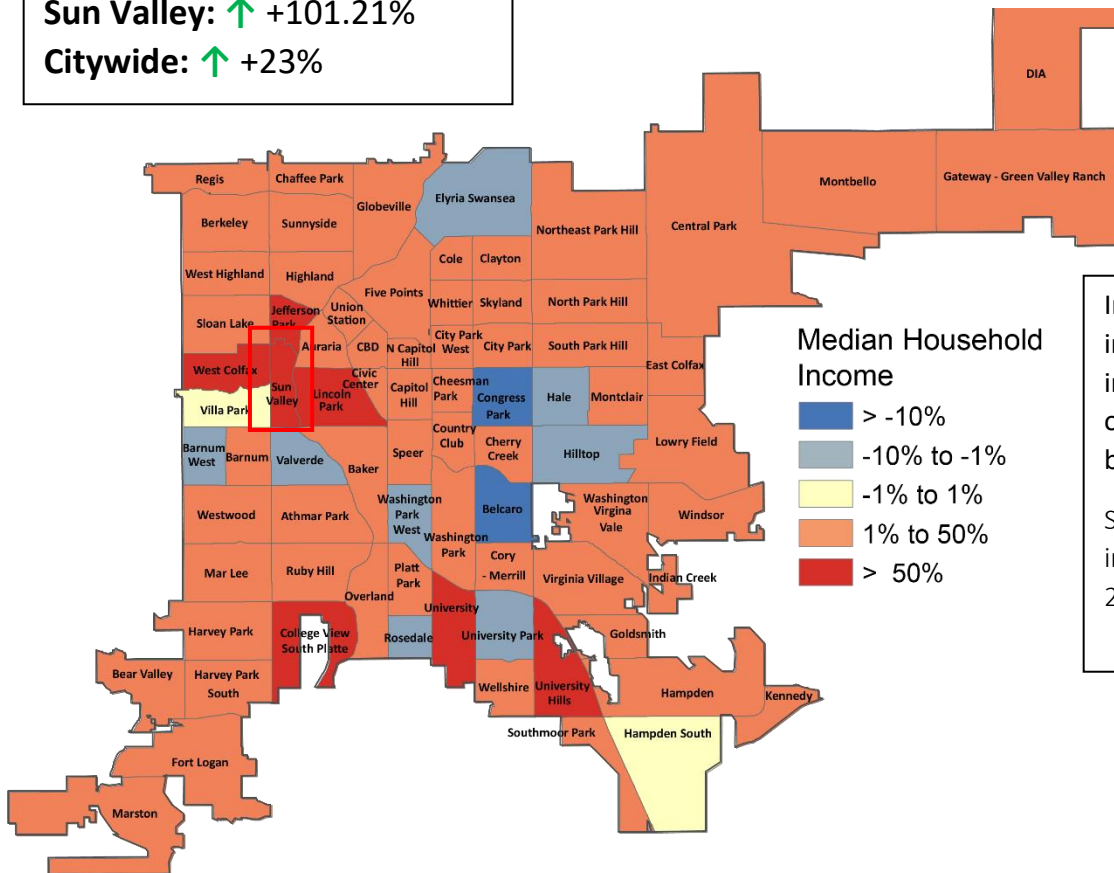 Sun Valley: ↑ +101.21%
Citywide: ↑ +23%
DIA
Regis
Chaffee Park
Globeville
Elyria Swansea
Montbello
Gateway - Green Valley Ranch
Berkeley
Sunnyside
Northeast Park Hill
Central Park
Cole
Clayton
West Highland
Highland
Five Points
Whittier
Skyland
North Park Hill
Union
Station
Jefferson
Park
Sloan Lake
Auraria
CBD
N Capitol
Hill
City Park
West
City Park
South Park Hill
East Colfax
West Colfax
Sun
Valley
Lincoln
Park
Civic
Center
Capitol
Hill
Cheesman
Park
Congress
Park
Hale
Montclair
Villa Park
Barnum
West
Barnum
Valverde
Baker
Speer
Country
Club
Cherry
Creek
Hilltop
Lowry Field
Westwood
Athmar Park
Washington
Park
West
Washington
Park
Belcaro
Washington
Virgina
Vale
Windsor
Mar Lee
Ruby Hill
Overland
Platt
Park
Cory
- Merrill
Virginia Village
Indian Creek
Harvey Park
College View
South Platte
Rosedale
University
University Park
Goldsmith
Bear Valley
Harvey Park
South
Wellshire
University
Hills
Hampden
Kennedy
Southmoor Park
Hampden South
Fort Logan
Marston
Median Household
Income
> -10%
-10% to -1%
-1% to 1%
1% to 50%
> 50%